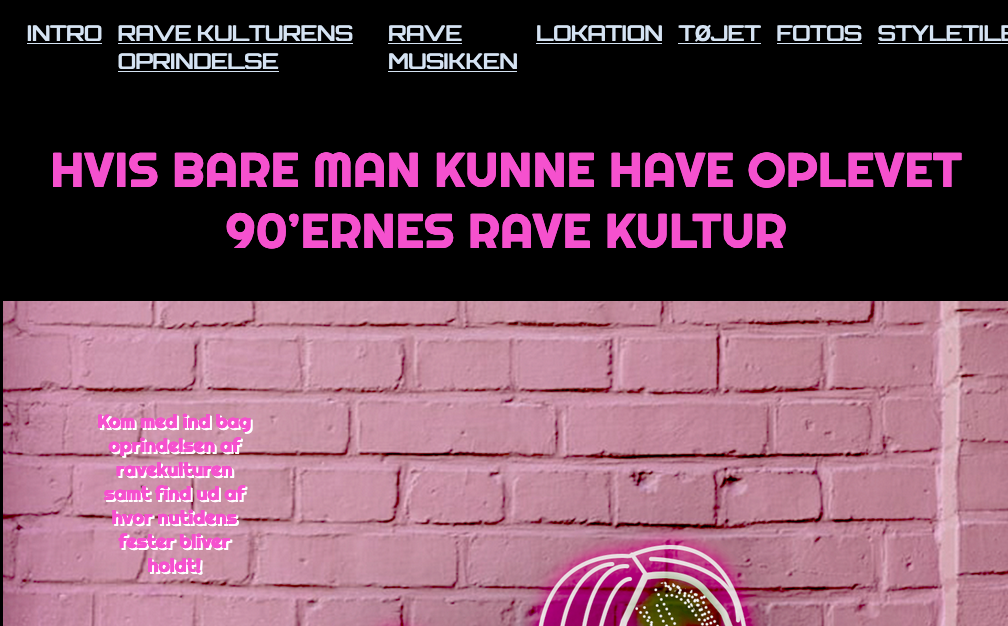 INTRO RAVE KULTURENS OPRINDELSE RAVE MUSIKKEN LOKATION TØJET FOTOS
HVIS BARE MAN KUNNE HAVE OPLEVET
90’ERNES RAVE KULTUR
Kom med ind bag
oprindelsen af
ravekulturen
samt find ud af
hvor nutidens
fester bliver
holdt!